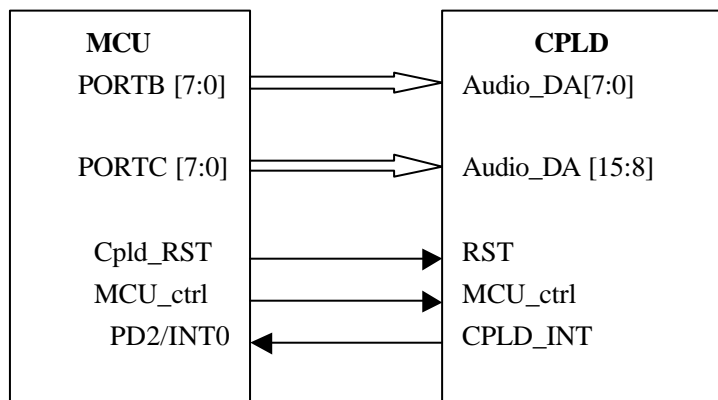 MCU CPLD
PORTB [7:0] Audio_DA[7:0]
PORTC [7:0] Audio_DA [15:8]
Cpld_RST RST
MCU_ctrl MCU_ctrl
PD2/INT0 CPLD_INT